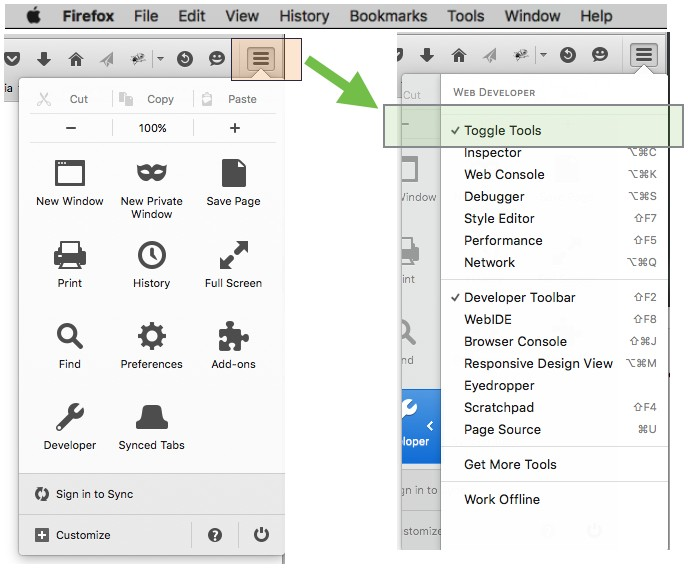 Firefox File Edit View History Bookmarks Tools Window Help
ia
Cut Copy Paste
− 100% +
New Window New Private Window Save Page
Print History Full Screen
Find Preferences Add-ons
Developer Synced Tabs
Sign in to Sync
+ Customize ?
Cut
Window
int
nd
loper
gn in to
stomize
WEB DEVELOPER
✓ Toggle Tools
Inspector ⌥⌘C
Web Console ⌥⌘K
Debugger ⌥⌘S
Style Editor ⇧F7
Performance ⇧F5
Network ⌥⌘Q
✓ Developer Toolbar ⇧F2
WebIDE ⇧F8
Browser Console ⇧⌘J
Responsive Design View ⌥⌘M
Eyedropper
Scratchpad ⇧F4
Page Source ⌘U
Get More Tools
Work Offline